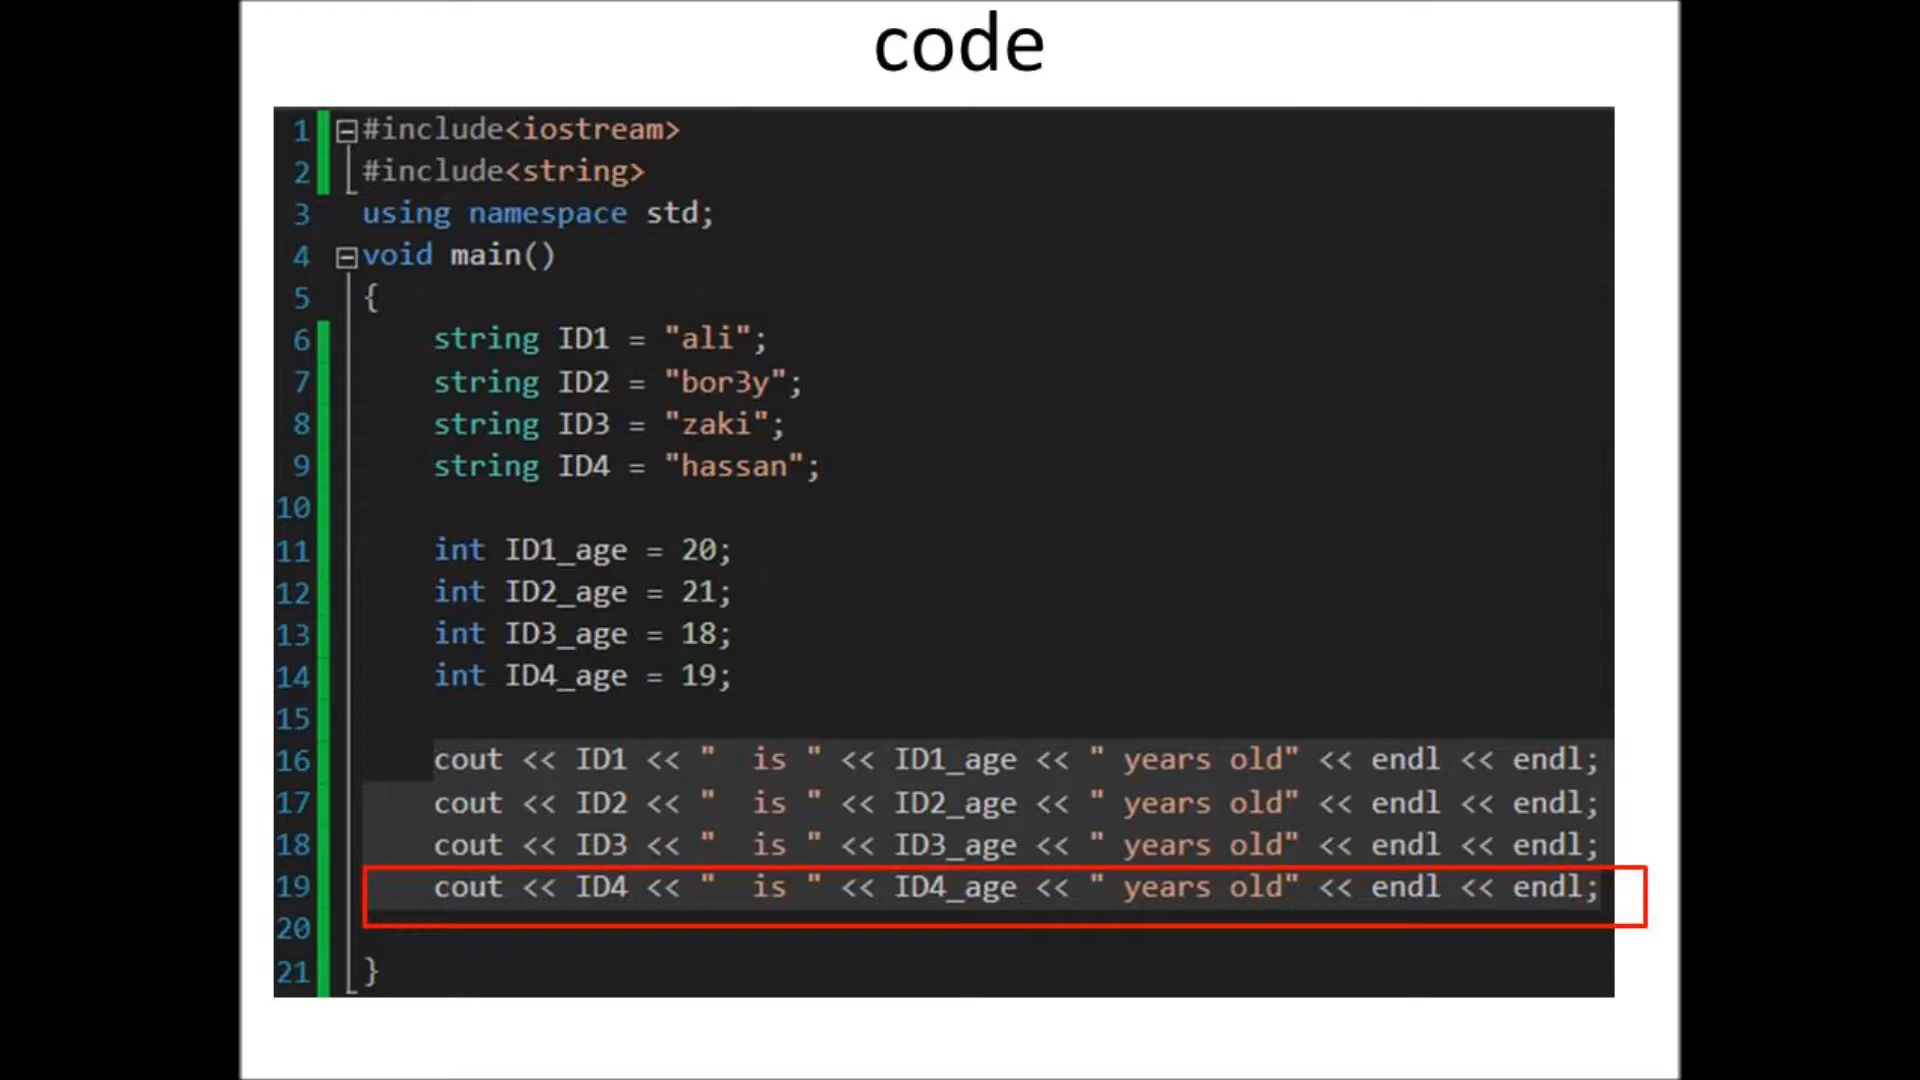 code
1 #include<iostream>
2 #include<string>
3 using namespace std;
4 void main()
5 {
6 string ID1 = "ali";
7 string ID2 = "bor3y";
8 string ID3 = "zaki";
9 string ID4 = "hassan";
10
11 int ID1_age = 20;
12 int ID2_age = 21;
13 int ID3_age = 18;
14 int ID4_age = 19;
15
16 cout << ID1 << "  is " << ID1_age << " years old" << endl << endl;
17 cout << ID2 << "  is " << ID2_age << " years old" << endl << endl;
18 cout << ID3 << "  is " << ID3_age << " years old" << endl << endl;
19 cout << ID4 << "  is " << ID4_age << " years old" << endl << endl;
20
21 }